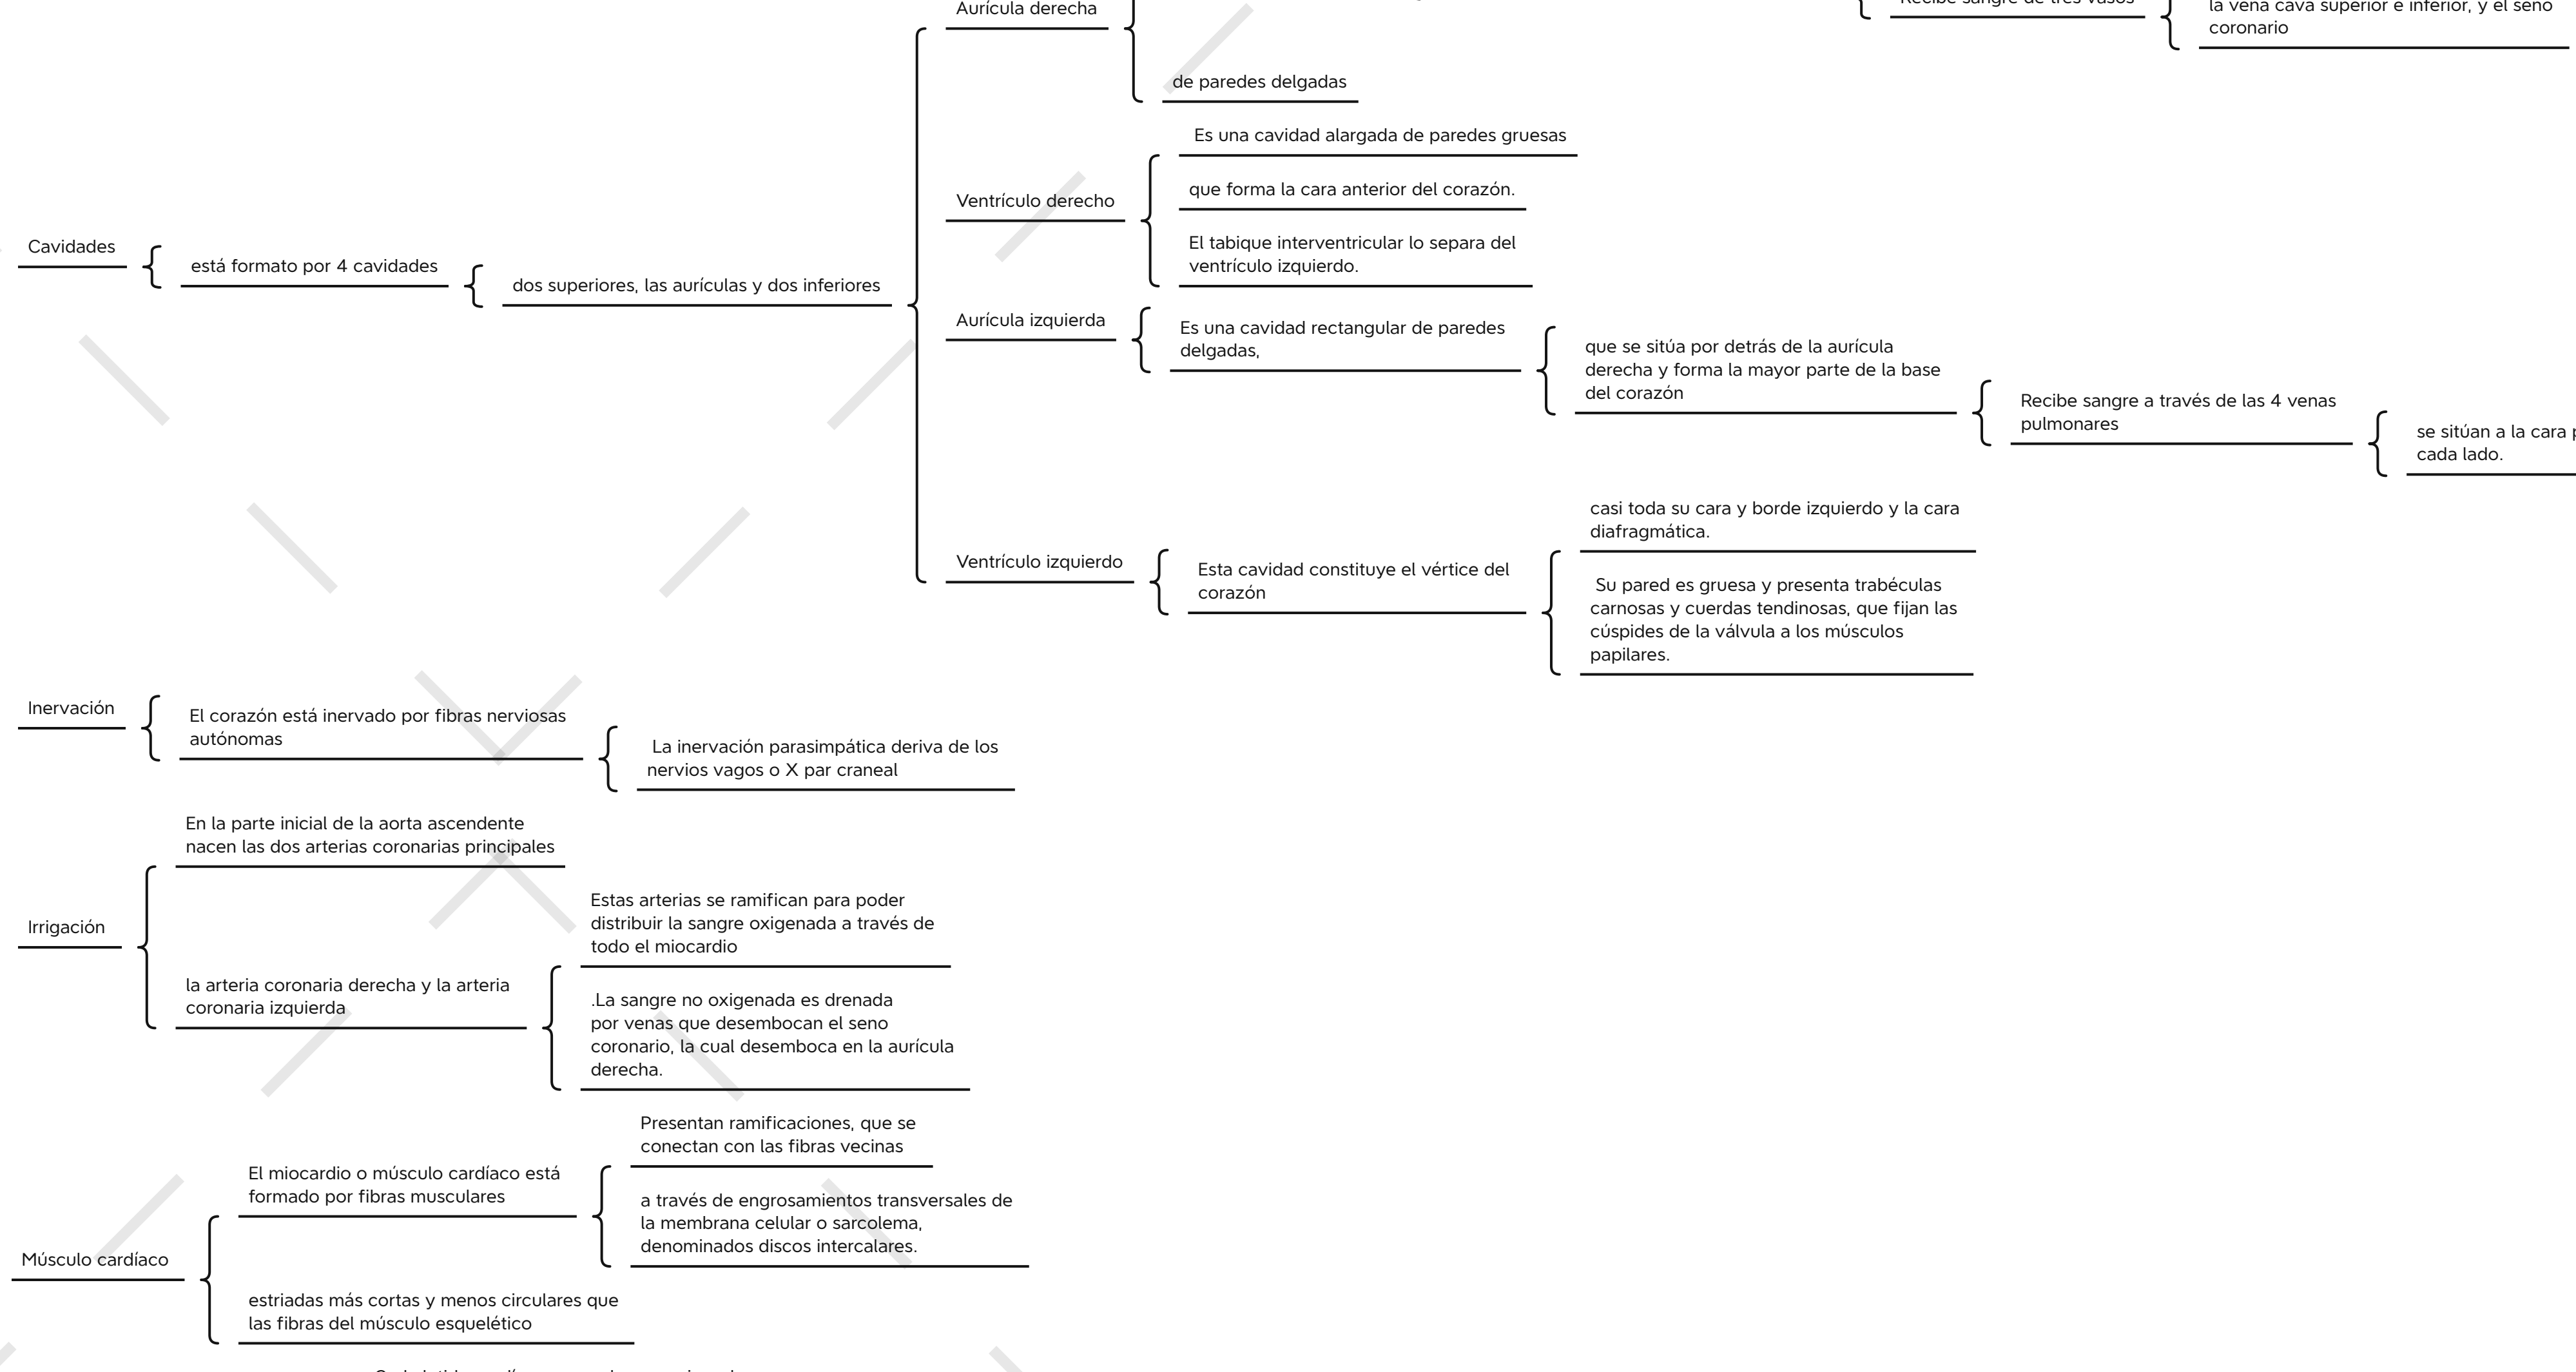 Aurícula derecha
Recibe sangre de tres vasos
la vena cava superior e inferior, y el seno
coronario
de paredes delgadas
Es una cavidad alargada de paredes gruesas
que forma la cara anterior del corazón.
Ventrículo derecho
El tabique interventricular lo separa del
ventrículo izquierdo.
Cavidades
está formato por 4 cavidades
dos superiores, las aurículas y dos inferiores
Aurícula izquierda
Es una cavidad rectangular de paredes
delgadas,
que se sitúa por detrás de la aurícula
derecha y forma la mayor parte de la base
del corazón
Recibe sangre a través de las 4 venas
pulmonares
se sitúan a la cara
cada lado.
Ventrículo izquierdo
Esta cavidad constituye el vértice del
corazón
casi toda su cara y borde izquierdo y la cara
diafragmática.
Su pared es gruesa y presenta trabéculas
carnosas y cuerdas tendinosas, que fijan las
cúspides de la válvula a los músculos
papilares.
Inervación
El corazón está inervado por fibras nerviosas
autónomas
La inervación parasimpática deriva de los
nervios vagos o X par craneal
En la parte inicial de la aorta ascendente
nacen las dos arterias coronarias principales
Irrigación
la arteria coronaria derecha y la arteria
coronaria izquierda
Estas arterias se ramifican para poder
distribuir la sangre oxigenada a través de
todo el miocardio
.La sangre no oxigenada es drenada
por venas que desembocan el seno
coronario, la cual desemboca en la aurícula
derecha.
Músculo cardíaco
El miocardio o músculo cardíaco está
formado por fibras musculares
Presentan ramificaciones, que se
conectan con las fibras vecinas
a través de engrosamientos transversales de
la membrana celular o sarcolema,
denominados discos intercalares.
estriadas más cortas y menos circulares que
las fibras del músculo esquelético